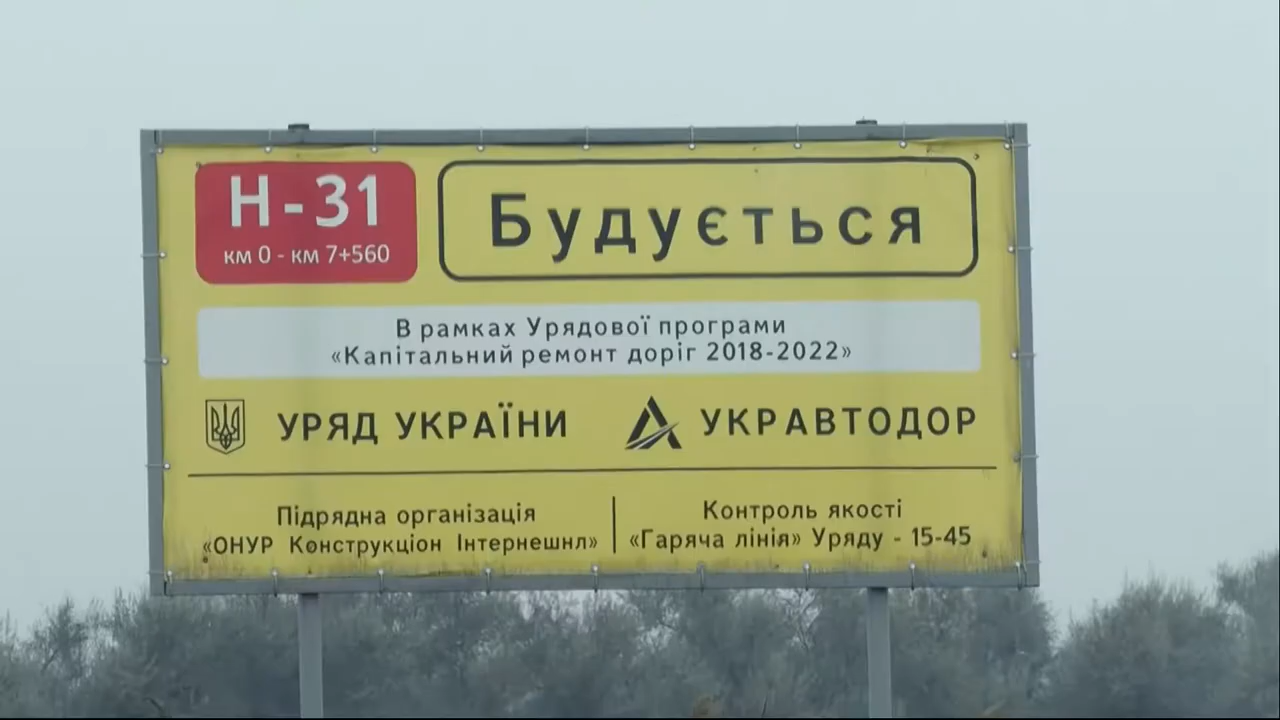 Н-31
км 0 - км 7+560
Будується
В рамках Урядової програми
«Капітальний ремонт доріг 2018-2022»
УРЯД УКРАЇНИ
УКРАВТОДОР
Підрядна організація
«ОНУР Конструкціон Інтернешнл»
Контроль якості
«Гаряча лінія» Уряду - 15-45